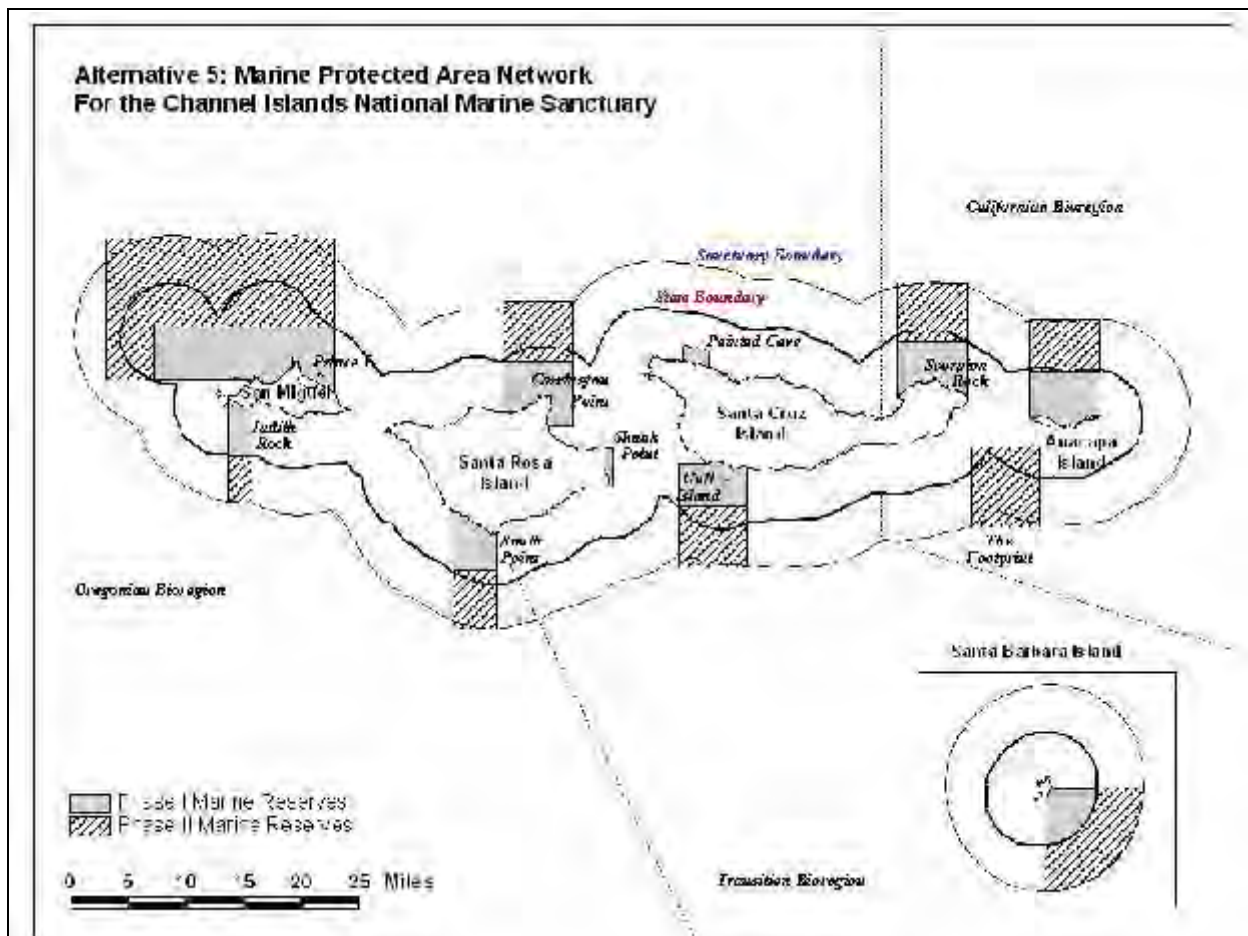 Alternative 5: Marine Protected Area Network
For the Channel Islands National Marine Sanctuary
Californian Bioregion
Sanctuary Boundary
State Boundary
Painted Cave
Prince I.
San Miguel
Carrington
Point
Scorpion
Rock
Judith
Rock
Santa Cruz
Island
Skunk
Point
Anacapa
Island
Santa Rosa
Island
Gull
Island
South
Point
The
Footprint
Oregonian Bioregion
Santa Barbara Island
Phase I Marine Reserves
Phase II Marine Reserves
0 5 10 15 20 25 Miles
Transition Bioregion